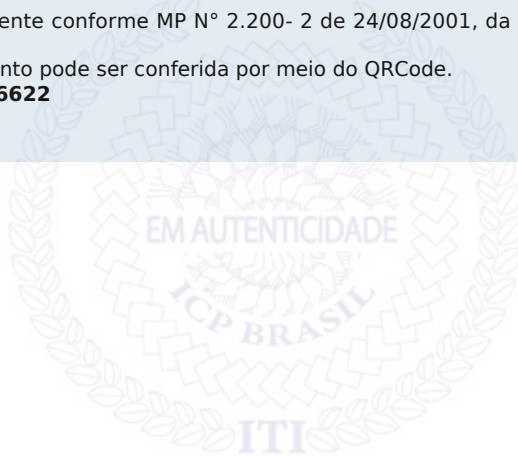 ente conforme MP N° 2.200- 2 de 24/08/2001, da
nto pode ser conferida por meio do QRCode.
6622
EM AUTENTICIDADE
ICP BRASIL
ITI